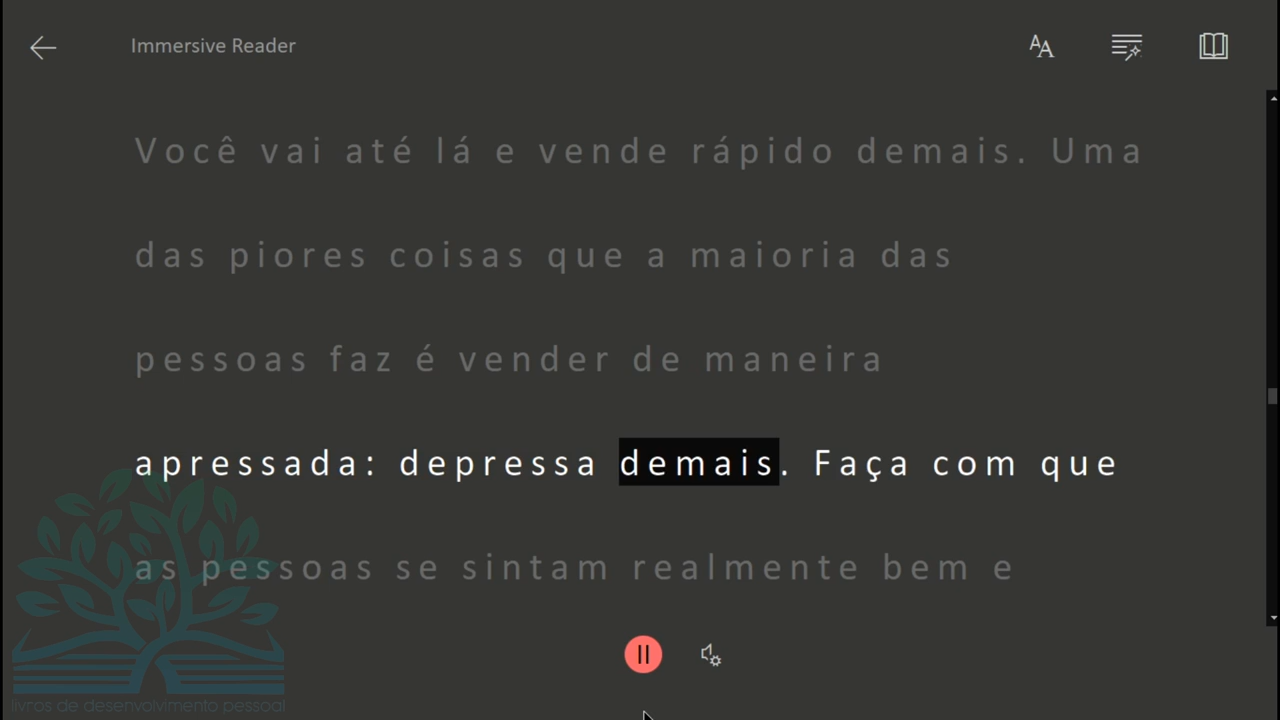 Immersive Reader
Você vai até lá e vende rápido demais. Uma
das piores coisas que a maioria das
pessoas faz é vender de maneira
apressada: depressa demais. Faça com que
as pessoas se sintam realmente bem e
livros de desenvolvimento pessoal